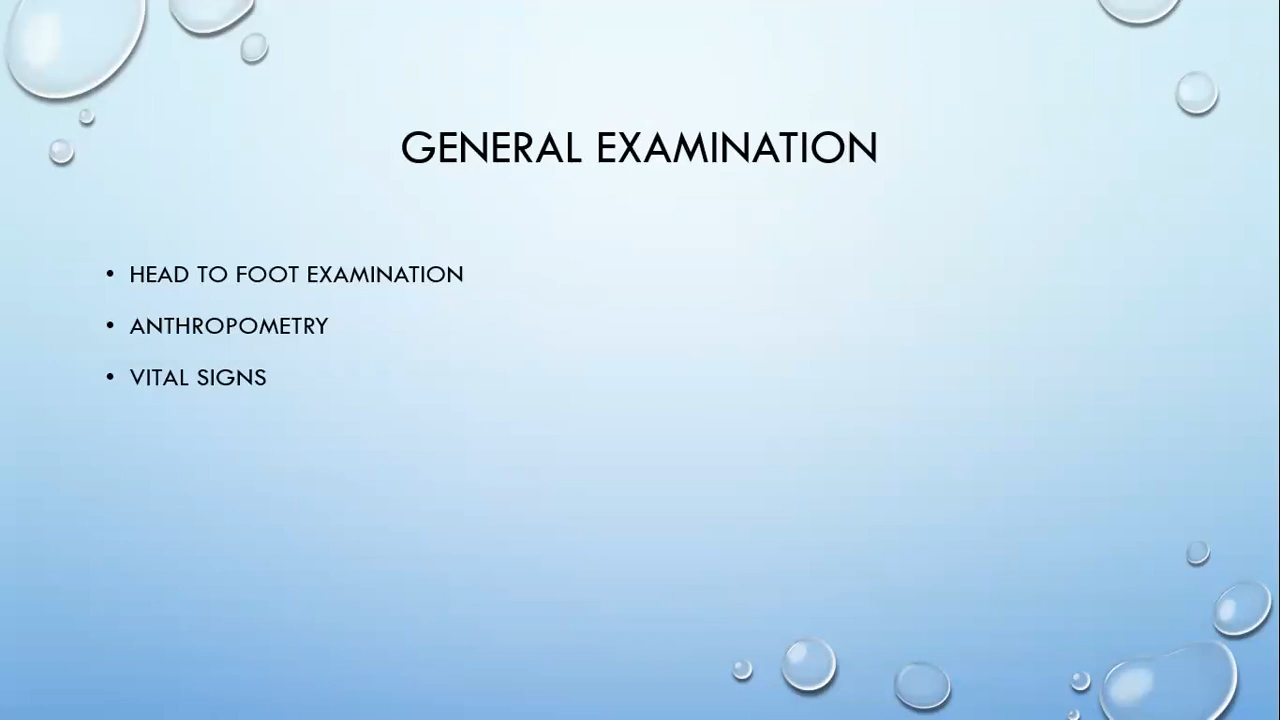 GENERAL EXAMINATION
• HEAD TO FOOT EXAMINATION
• ANTHROPOMETRY
• VITAL SIGNS